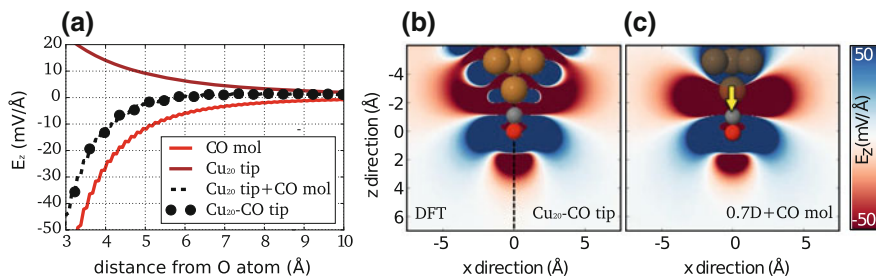 (a)
20
10
0
-10
-20
-30
-40
-50
E_z (mV/Å)
3 4 5 6 7 8 9 10
distance from O atom (Å)
CO mol
Cu₂₀ tip
Cu₂₀ tip+CO mol
Cu₂₀-CO tip
(b)
z direction (Å)
-4
-2
0
2
4
6
DFT
Cu₂₀-CO tip
-5 0 5
x direction (Å)
(c)
0.7D+CO mol
-5 0 5
x direction (Å)
50
E_z(mV/Å)
-50